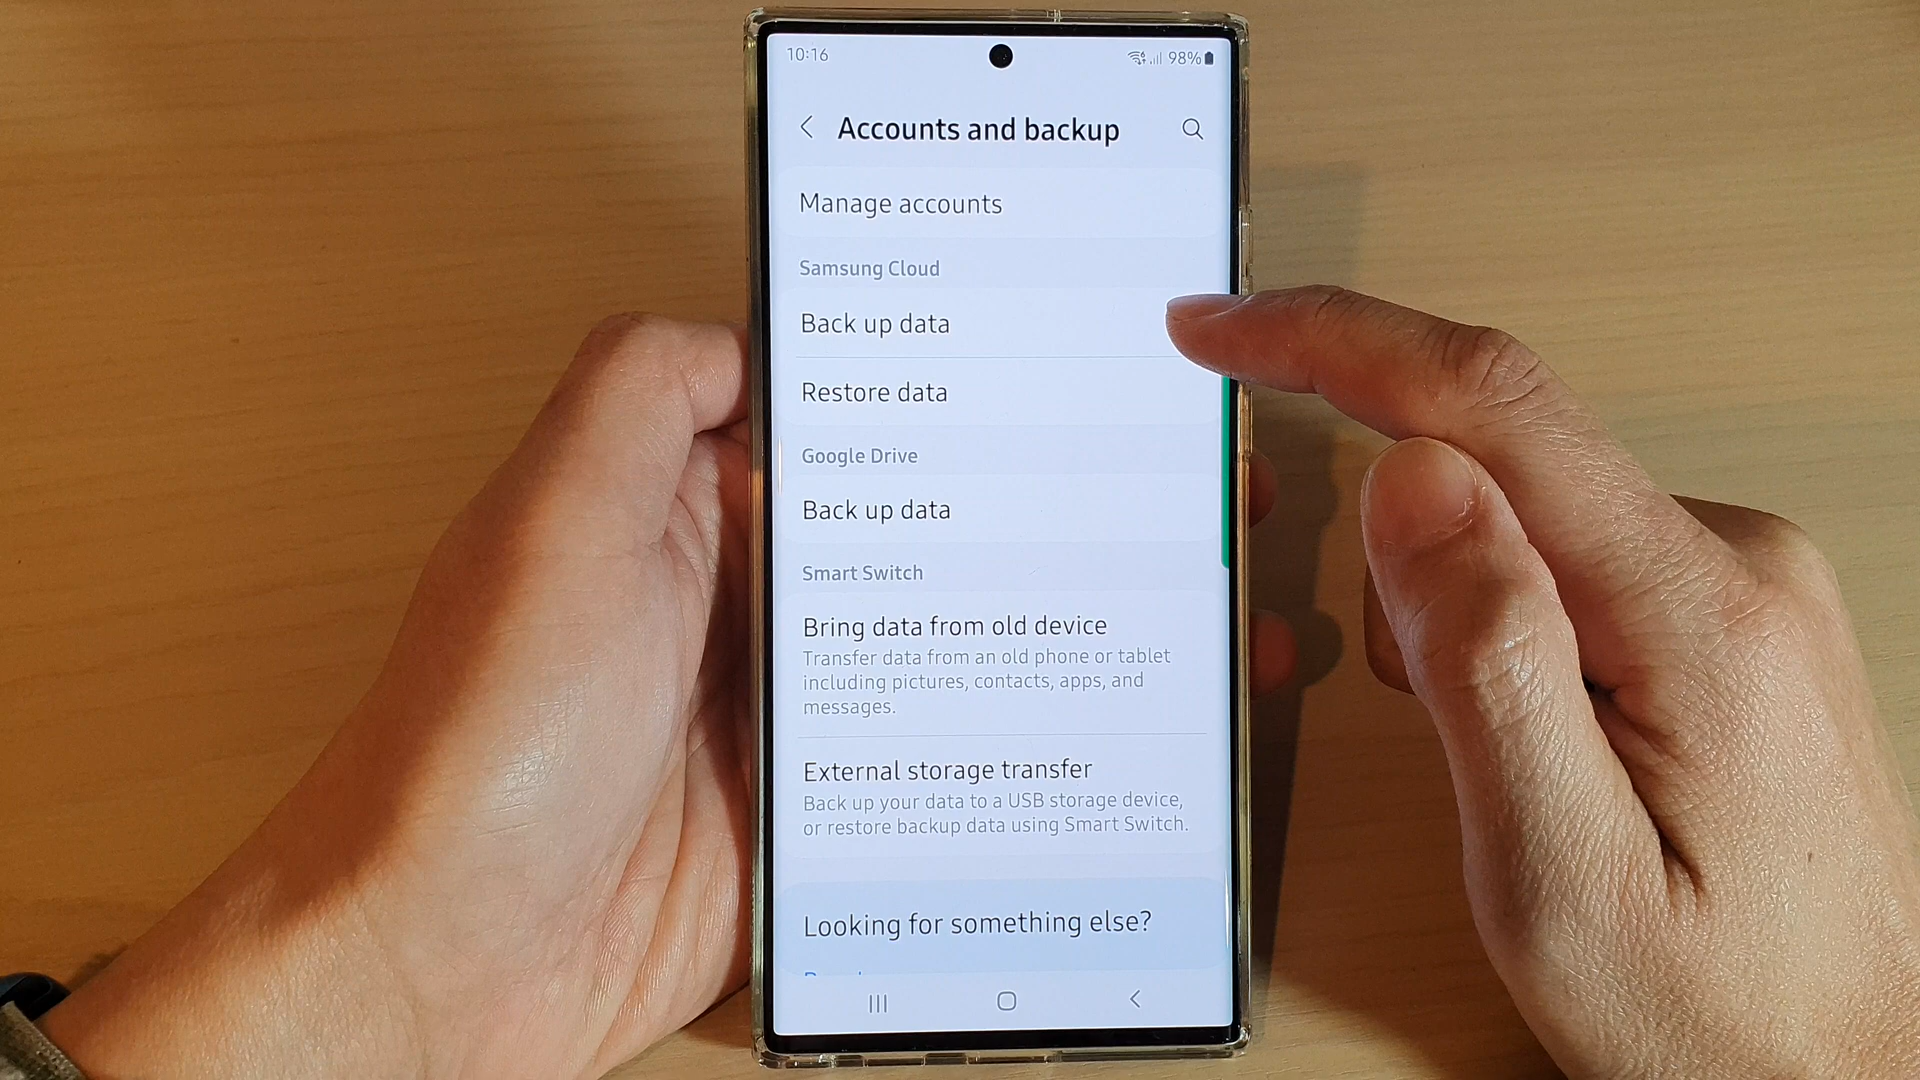 10:16
98%
Accounts and backup
Manage accounts
Samsung Cloud
Back up data
Restore data
Google Drive
Back up data
Smart Switch
Bring data from old device
Transfer data from an old phone or tablet
including pictures, contacts, apps, and
messages.
External storage transfer
Back up your data to a USB storage device,
or restore backup data using Smart Switch.
Looking for something else?